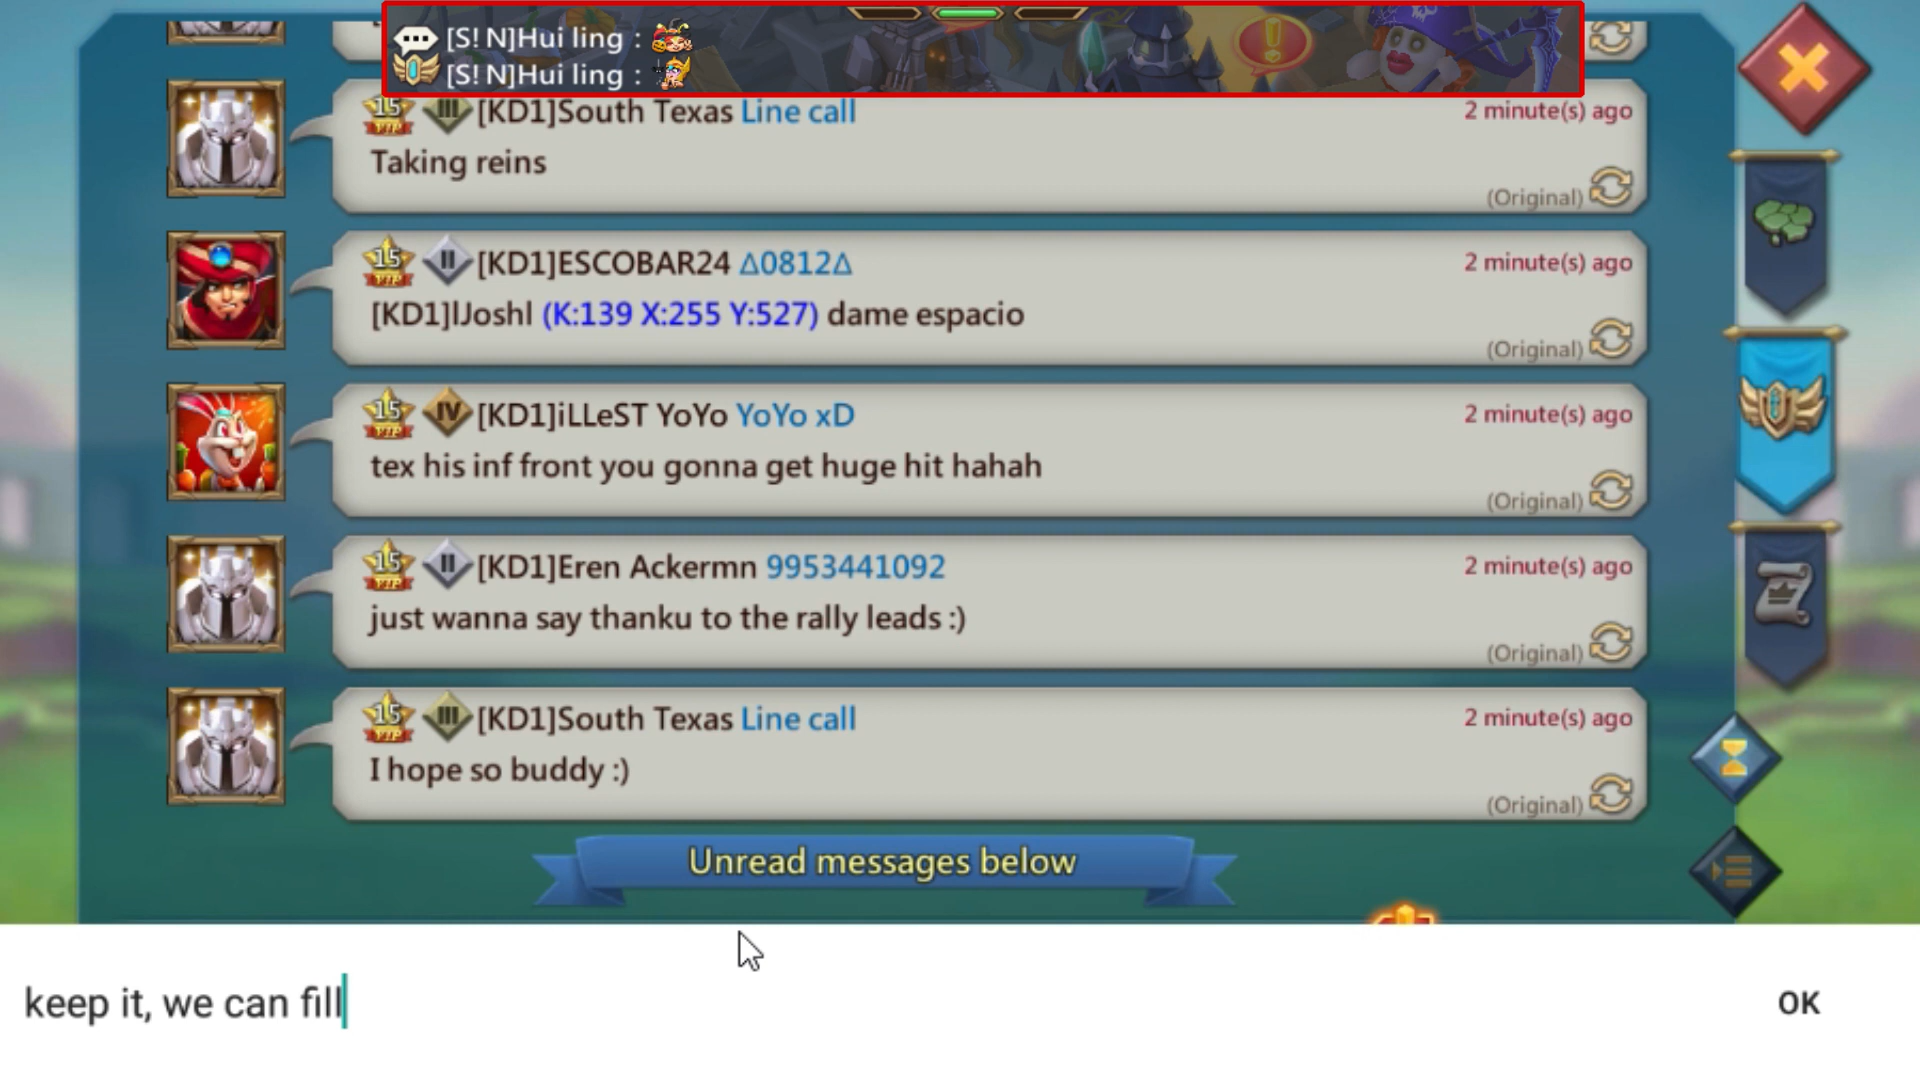 [S! N]Hui ling :
[S! N]Hui ling :
15 VIP III [KD1]South Texas Line call 2 minute(s) ago
Taking reins
(Original)
15 VIP II [KD1]ESCOBAR24 Δ0812Δ 2 minute(s) ago
[KD1]lJoshl (K:139 X:255 Y:527) dame espacio
(Original)
15 VIP IV [KD1]iLLeST YoYo YoYo xD 2 minute(s) ago
tex his inf front you gonna get huge hit hahah
(Original)
15 VIP II [KD1]Eren Ackermn 9953441092 2 minute(s) ago
just wanna say thanku to the rally leads :)
(Original)
15 VIP III [KD1]South Texas Line call 2 minute(s) ago
I hope so buddy :)
(Original)
Unread messages below
keep it, we can fill
OK